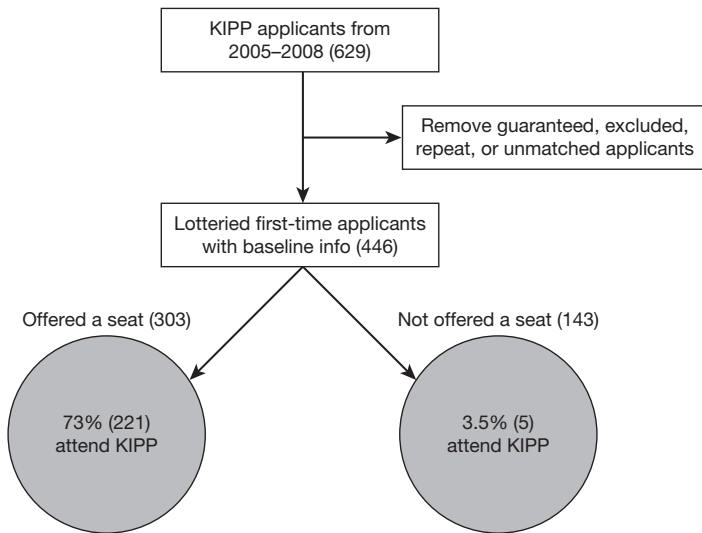 KIPP applicants from
2005–2008 (629)
Remove guaranteed, excluded,
repeat, or unmatched applicants
Lotteried first-time applicants
with baseline info (446)
Offered a seat (303)
Not offered a seat (143)
73% (221)
attend KIPP
3.5% (5)
attend KIPP